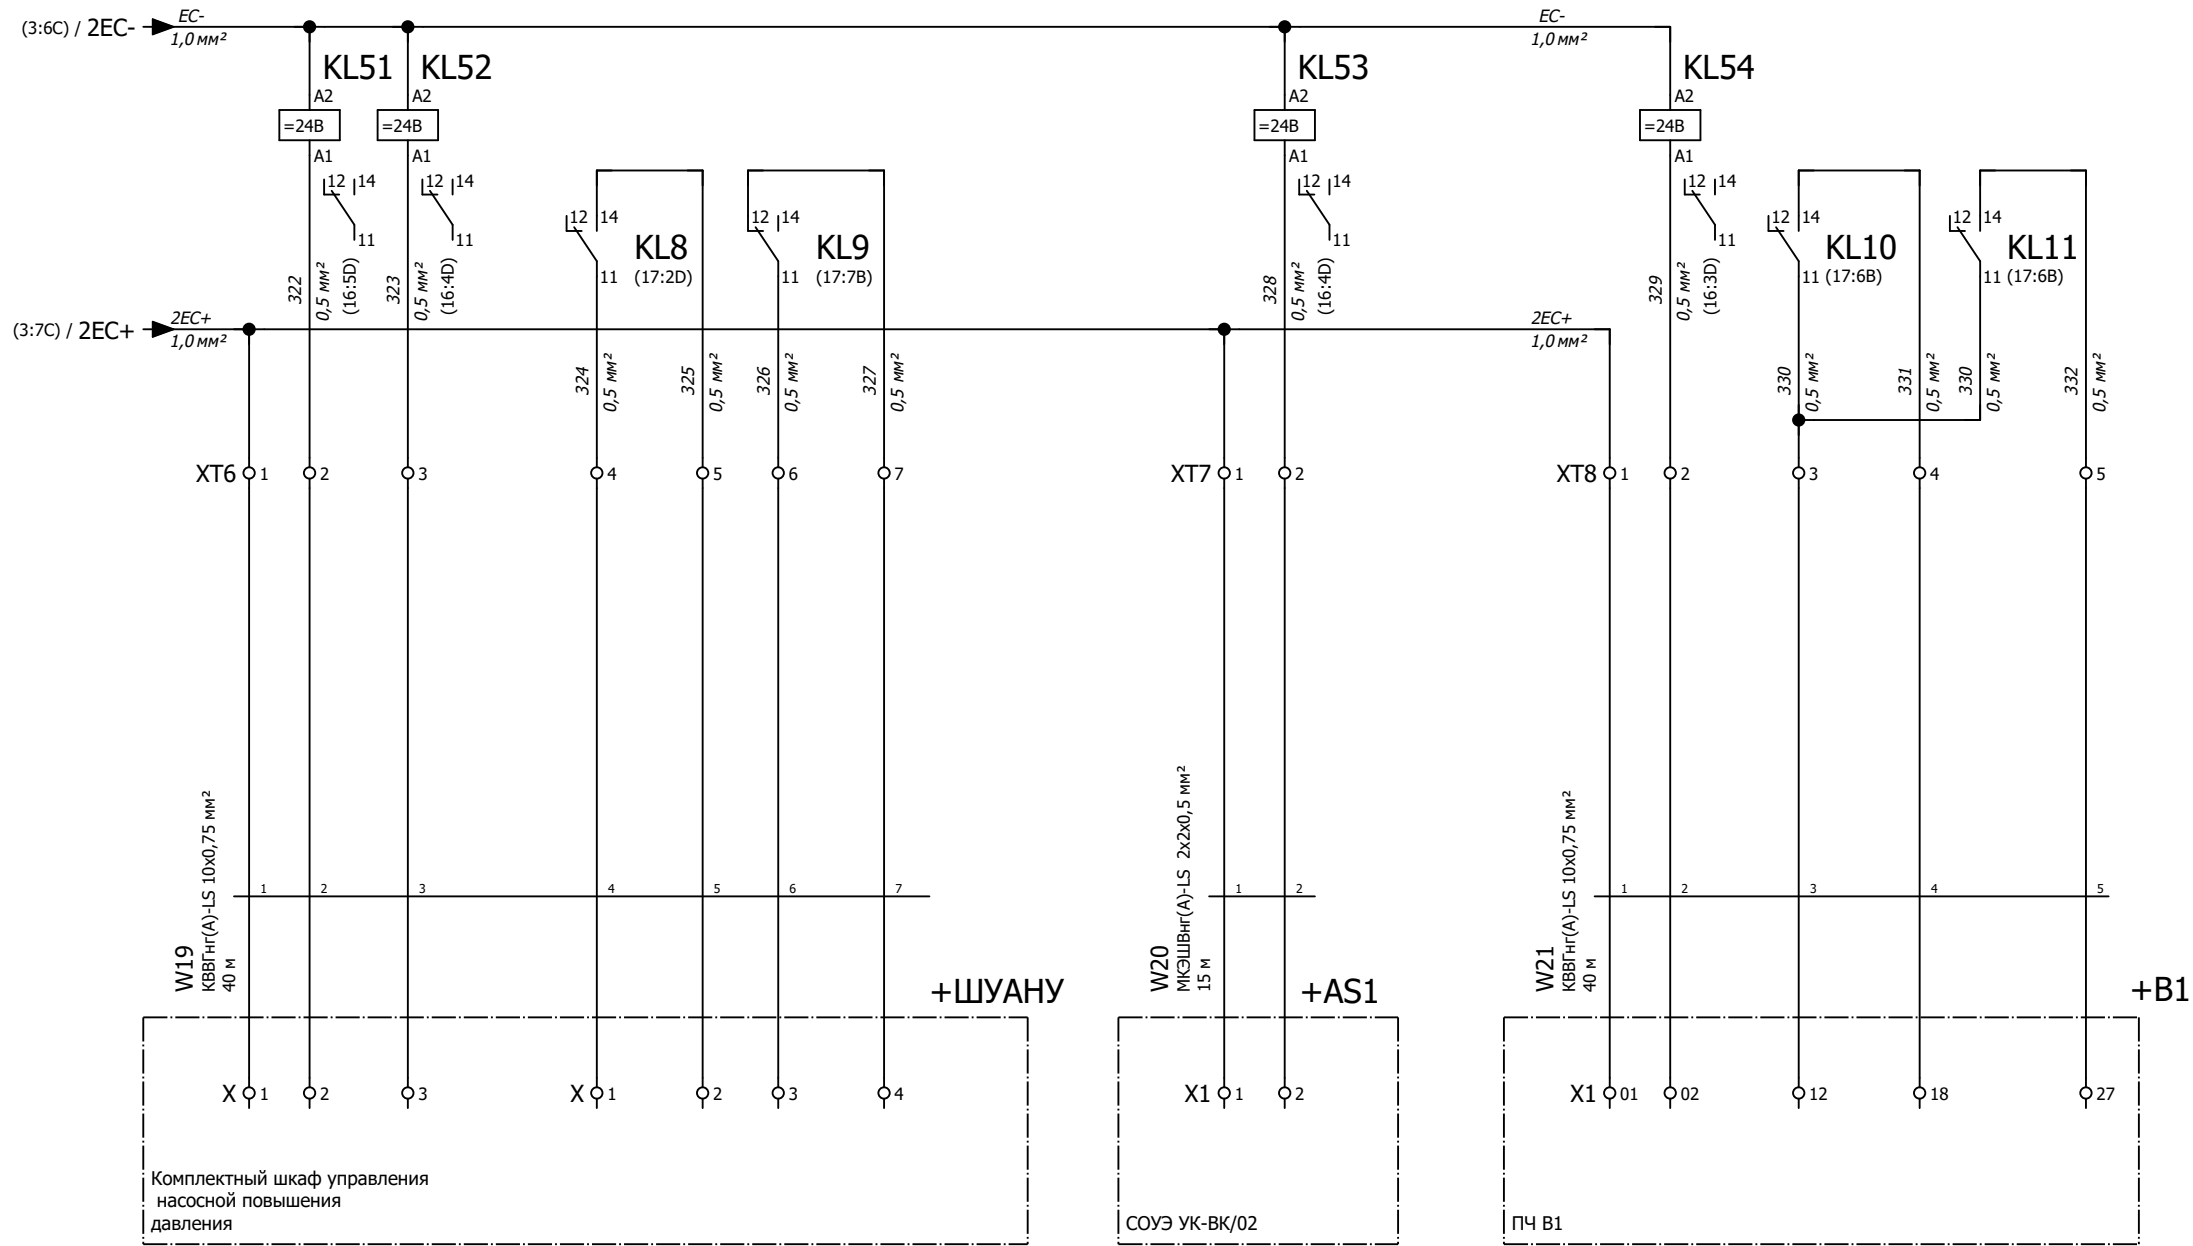 (3:6C) / 2EC-
EC-
1,0 мм²
EC-
1,0 мм²
KL51
KL52
KL53
KL54
A2
A2
A2
A2
=24В
=24В
=24В
=24В
A1
A1
A1
A1
12 14
12 14
12 14
12 14
11
11
11
11
12 14
12 14
12 14
12 14
KL8
KL9
KL10
KL11
11 (17:2D)
11 (17:7B)
11 (17:6B)
11 (17:6B)
322
0,5 мм²
(16:5D)
323
0,5 мм²
(16:4D)
328
0,5 мм²
(16:4D)
329
0,5 мм²
(16:3D)
(3:7C) / 2EC+
2EC+
1,0 мм²
2EC+
1,0 мм²
324
0,5 мм²
325
0,5 мм²
326
0,5 мм²
327
0,5 мм²
330
0,5 мм²
331
0,5 мм²
330
0,5 мм²
332
0,5 мм²
XT6 1 2 3 4 5 6 7
XT7 1 2
XT8 1 2 3 4 5
W19
КВВГнг(А)-LS 10х0,75 мм²
40 м
1 2 3 4 5 6 7
W20
МКЭШВнг(А)-LS 2х2х0,5 мм²
15 м
1 2
W21
КВВГнг(А)-LS 10х0,75 мм²
40 м
1 2 3 4 5
+ШУАНУ
+AS1
+B1
X 1 2 3 X 1 2 3 4
X1 1 2
X1 01 02 12 18 27
Комплектный шкаф управления
насосной повышения
давления
СОУЭ УК-ВК/02
ПЧ В1